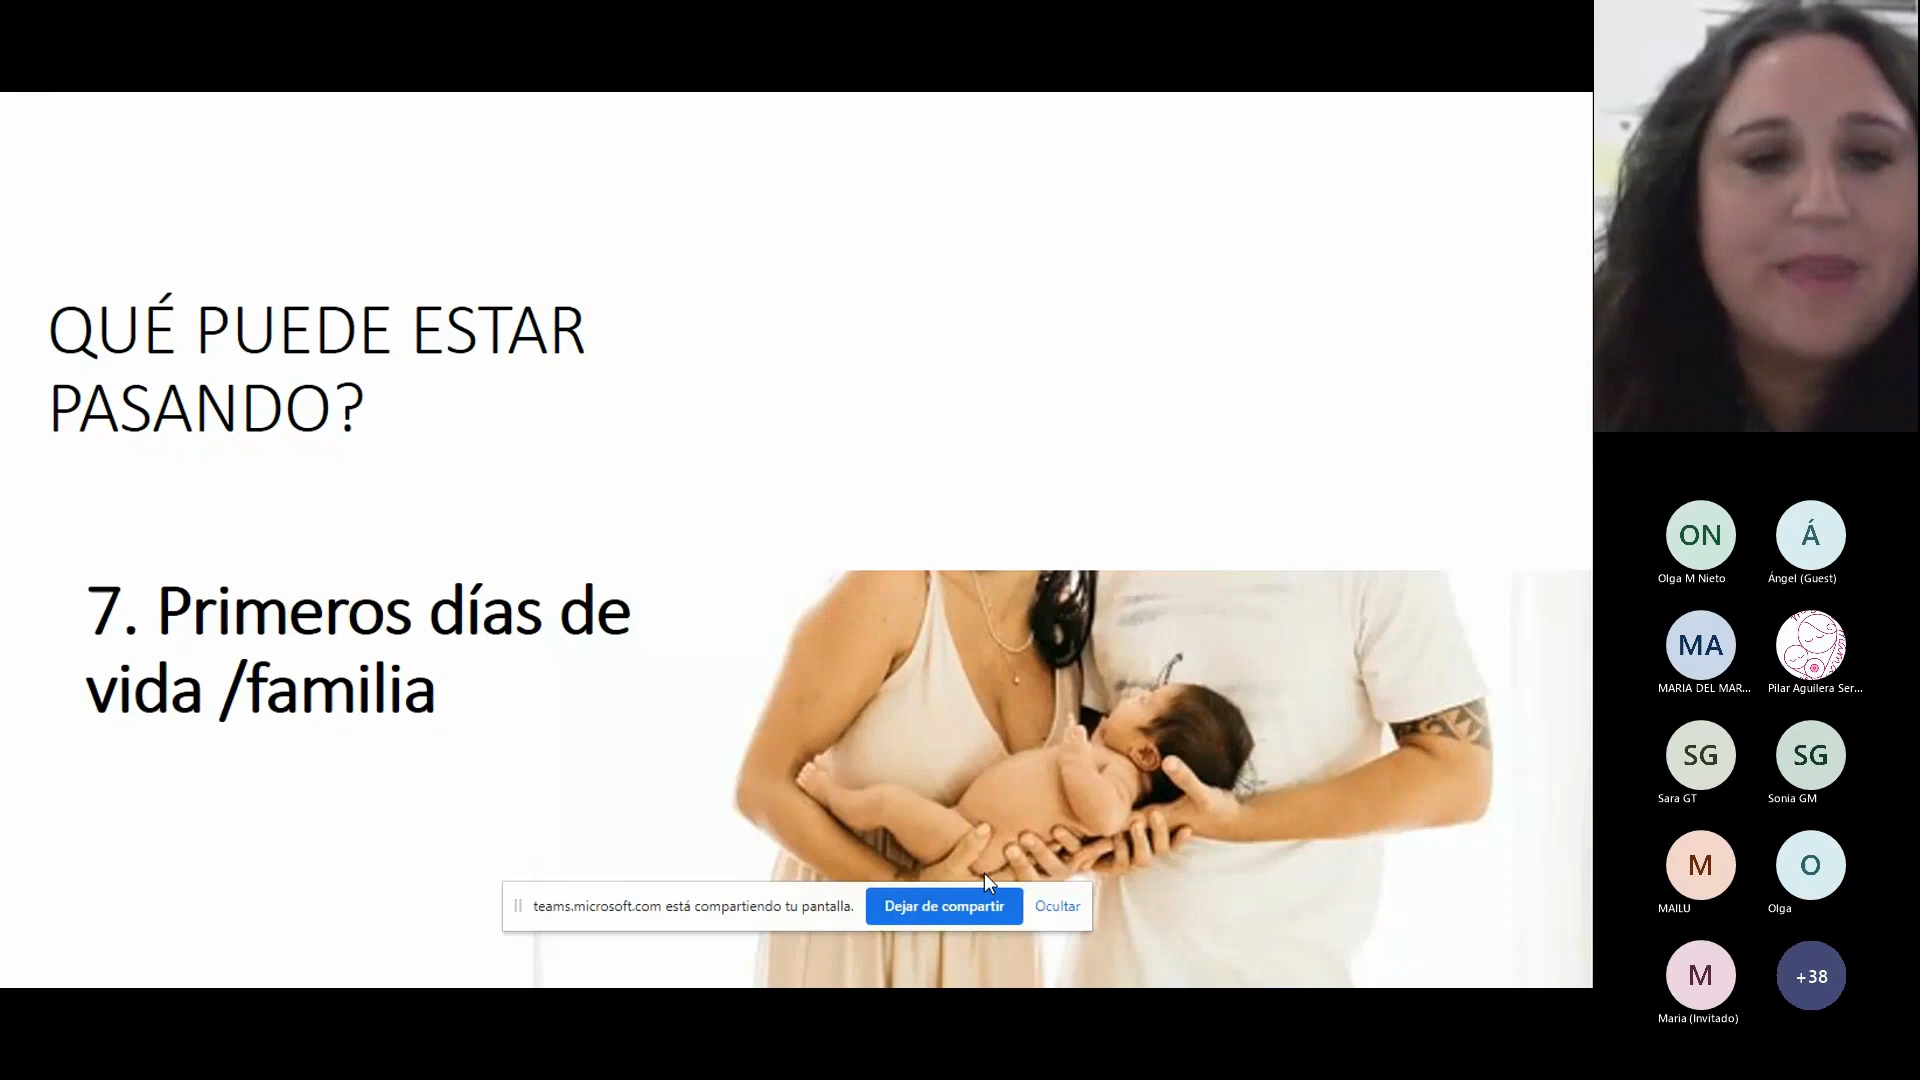 QUÉ PUEDE ESTAR
PASANDO?
7. Primeros días de
vida /familia
teams.microsoft.com está compartiendo tu pantalla.
Dejar de compartir
Ocultar
ON
Olga M Nieto
Á
Ángel (Guest)
MA
MARIA DEL MAR...
Pilar Aguilera Ser...
SG
Sara GT
SG
Sonia GM
M
MAILU
O
Olga
M
Maria (Invitado)
+38